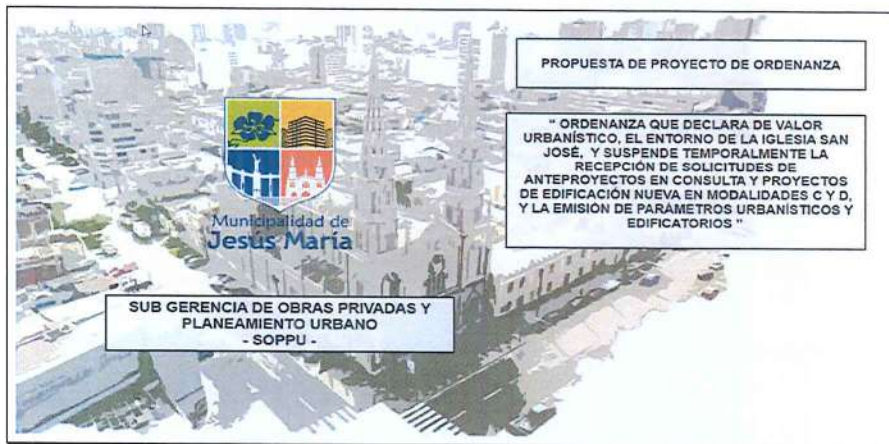 PROPUESTA DE PROYECTO DE ORDENANZA
" ORDENANZA QUE DECLARA DE VALOR
URBANÍSTICO, EL ENTORNO DE LA IGLESIA SAN
JOSÉ, Y SUSPENDE TEMPORALMENTE LA
RECEPCIÓN DE SOLICITUDES DE
ANTEPROYECTOS EN CONSULTA Y PROYECTOS
DE EDIFICACIÓN NUEVA EN MODALIDADES C Y D,
Y LA EMISIÓN DE PARÁMETROS URBANÍSTICOS Y
EDIFICATORIOS "
Municipalidad de
Jesús María
SUB GERENCIA DE OBRAS PRIVADAS Y
PLANEAMIENTO URBANO
- SOPPU -